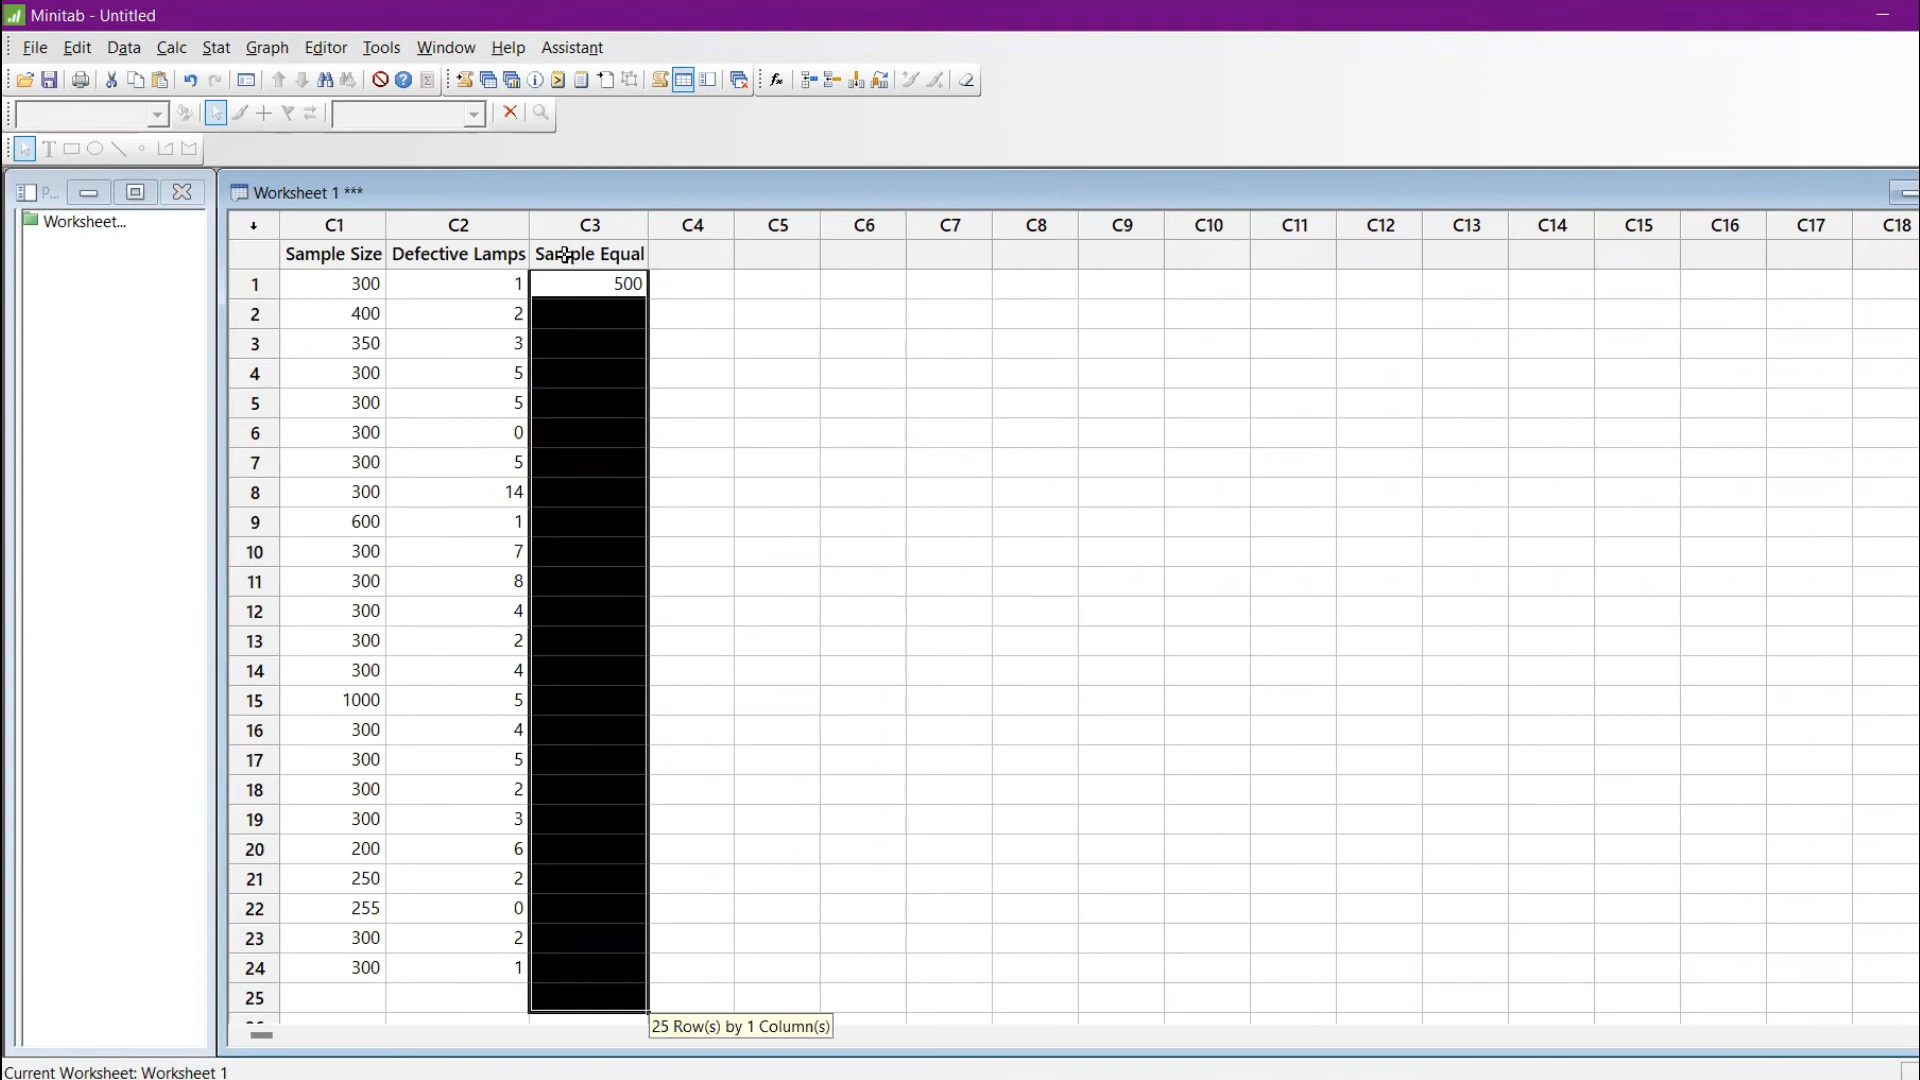 Minitab - Untitled
File Edit Data Calc Stat Graph Editor Tools Window Help Assistant
P...
Worksheet 1 ***
Worksheet...
C1 C2 C3 C4 C5 C6 C7 C8 C9 C10 C11 C12 C13 C14 C15 C16 C17 C18
Sample Size Defective Lamps Sample Equal
1 300 1 500
2 400 2
3 350 3
4 300 5
5 300 5
6 300 0
7 300 5
8 300 14
9 600 1
10 300 7
11 300 8
12 300 4
13 300 2
14 300 4
15 1000 5
16 300 4
17 300 5
18 300 2
19 300 3
20 200 6
21 250 2
22 255 0
23 300 2
24 300 1
25
25 Row(s) by 1 Column(s)
Current Worksheet: Worksheet 1